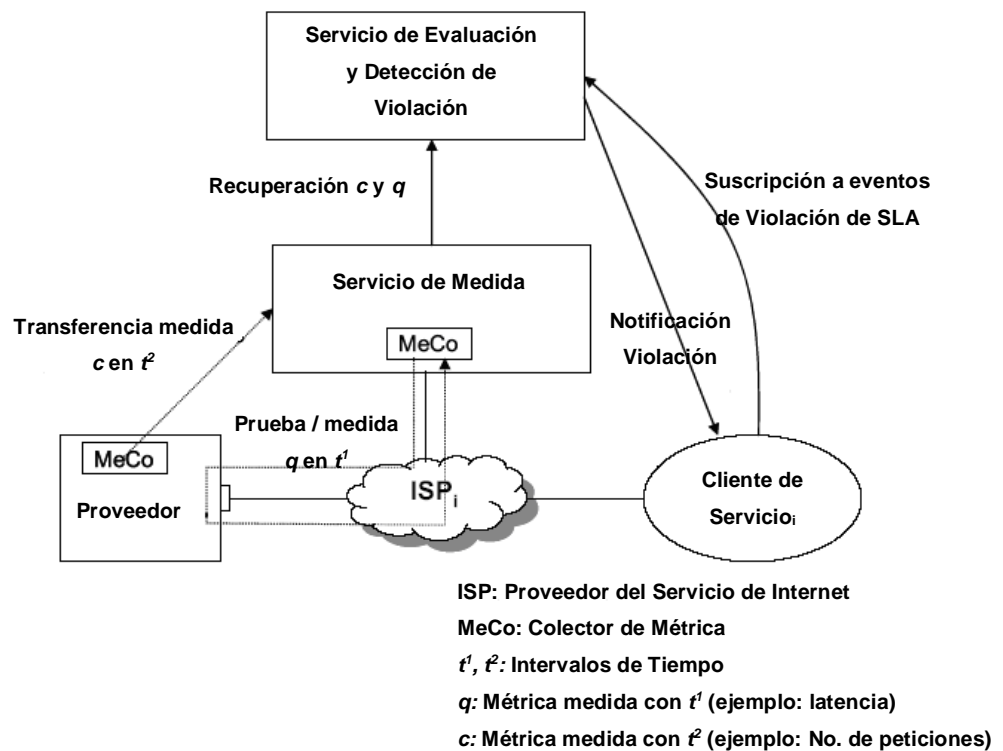 Servicio de Evaluación
y Detección de
Violación
Recuperación c y q
Suscripción a eventos
de Violación de SLA
Servicio de Medida
MeCo
Transferencia medida
c en t²
Notificación
Violación
Prueba / medida
q en t¹
MeCo
Proveedor
ISPᵢ
Cliente de
Servicioᵢ
ISP: Proveedor del Servicio de Internet
MeCo: Colector de Métrica
t¹, t²: Intervalos de Tiempo
q: Métrica medida con t¹ (ejemplo: latencia)
c: Métrica medida con t² (ejemplo: No. de peticiones)